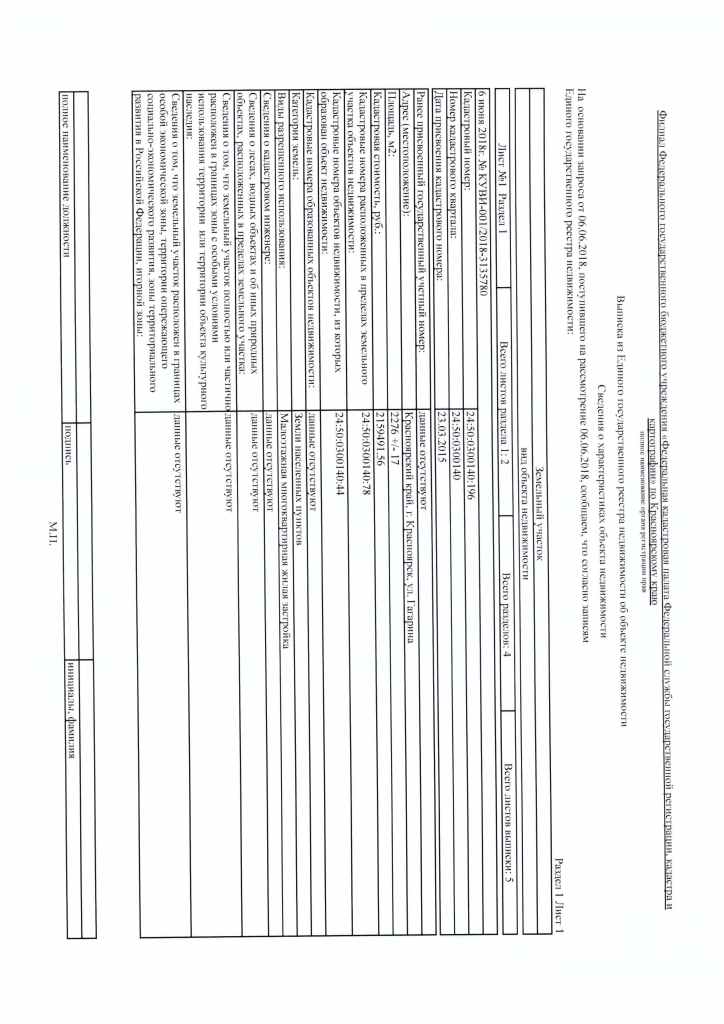 Филиал Федерального государственного бюджетного учреждения «Федеральная кадастровая палата Федеральной службы государственной регистрации, кадастра и
картографии» по Красноярскому краю
полное наименование органа регистрации прав
Выписка из Единого государственного реестра недвижимости об объекте недвижимости
Сведения о характеристиках объекта недвижимости
На основании запроса от 06.06.2018, поступившего на рассмотрение 06.06.2018, сообщаем, что согласно записям
Единого государственного реестра недвижимости:
Раздел 1 Лист 1
Земельный участок
вид объекта недвижимости
Лист №1 Раздел 1 Всего листов раздела 1: 2 Всего разделов: 4 Всего листов выписки: 5
6 июня 2018г. № КУВИ-001/2018-3135780
Кадастровый номер: 24:50:0300140:196
Номер кадастрового квартала: 24:50:0300140
Дата присвоения кадастрового номера: 23.03.2015
Ранее присвоенный государственный учетный номер: данные отсутствуют
Адрес (местоположение): Красноярский край, г. Красноярск, ул. Гагарина
Площадь, м2: 2276 +/- 17
Кадастровая стоимость, руб.: 2159491.56
Кадастровые номера расположенных в пределах земельного
участка объектов недвижимости: 24:50:0300140:78
Кадастровые номера объектов недвижимости, из которых
образован объект недвижимости: 24:50:0300140:44
Кадастровые номера образованных объектов недвижимости: данные отсутствуют
Категория земель: Земли населенных пунктов
Виды разрешенного использования: Малоэтажная многоквартирная жилая застройка
Сведения о кадастровом инженере: данные отсутствуют
Сведения о лесах, водных объектах и об иных природных
объектах, расположенных в пределах земельного участка: данные отсутствуют
Сведения о том, что земельный участок полностью или частично данные отсутствуют
расположен в границах зоны с особыми условиями
использования территории или территории объекта культурного
наследия:
Сведения о том, что земельный участок расположен в границах данные отсутствуют
особой экономической зоны, территории опережающего
социально-экономического развития, зоны территориального
развития в Российской Федерации, игорной зоны:
полное наименование должности подпись инициалы, фамилия
М.П.